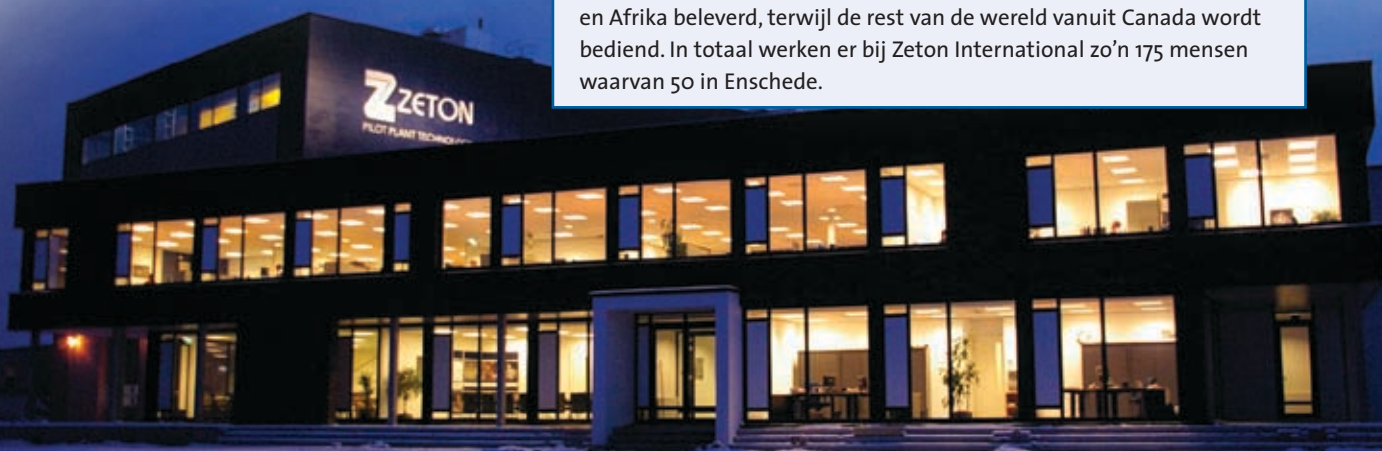 en Afrika beleverd, terwijl de rest van de wereld vanuit Canada wordt
bediend. In totaal werken er bij Zeton International zo’n 175 mensen
waarvan 50 in Enschede.
ZZETON
PILOT PLANT TECHNOLOGY